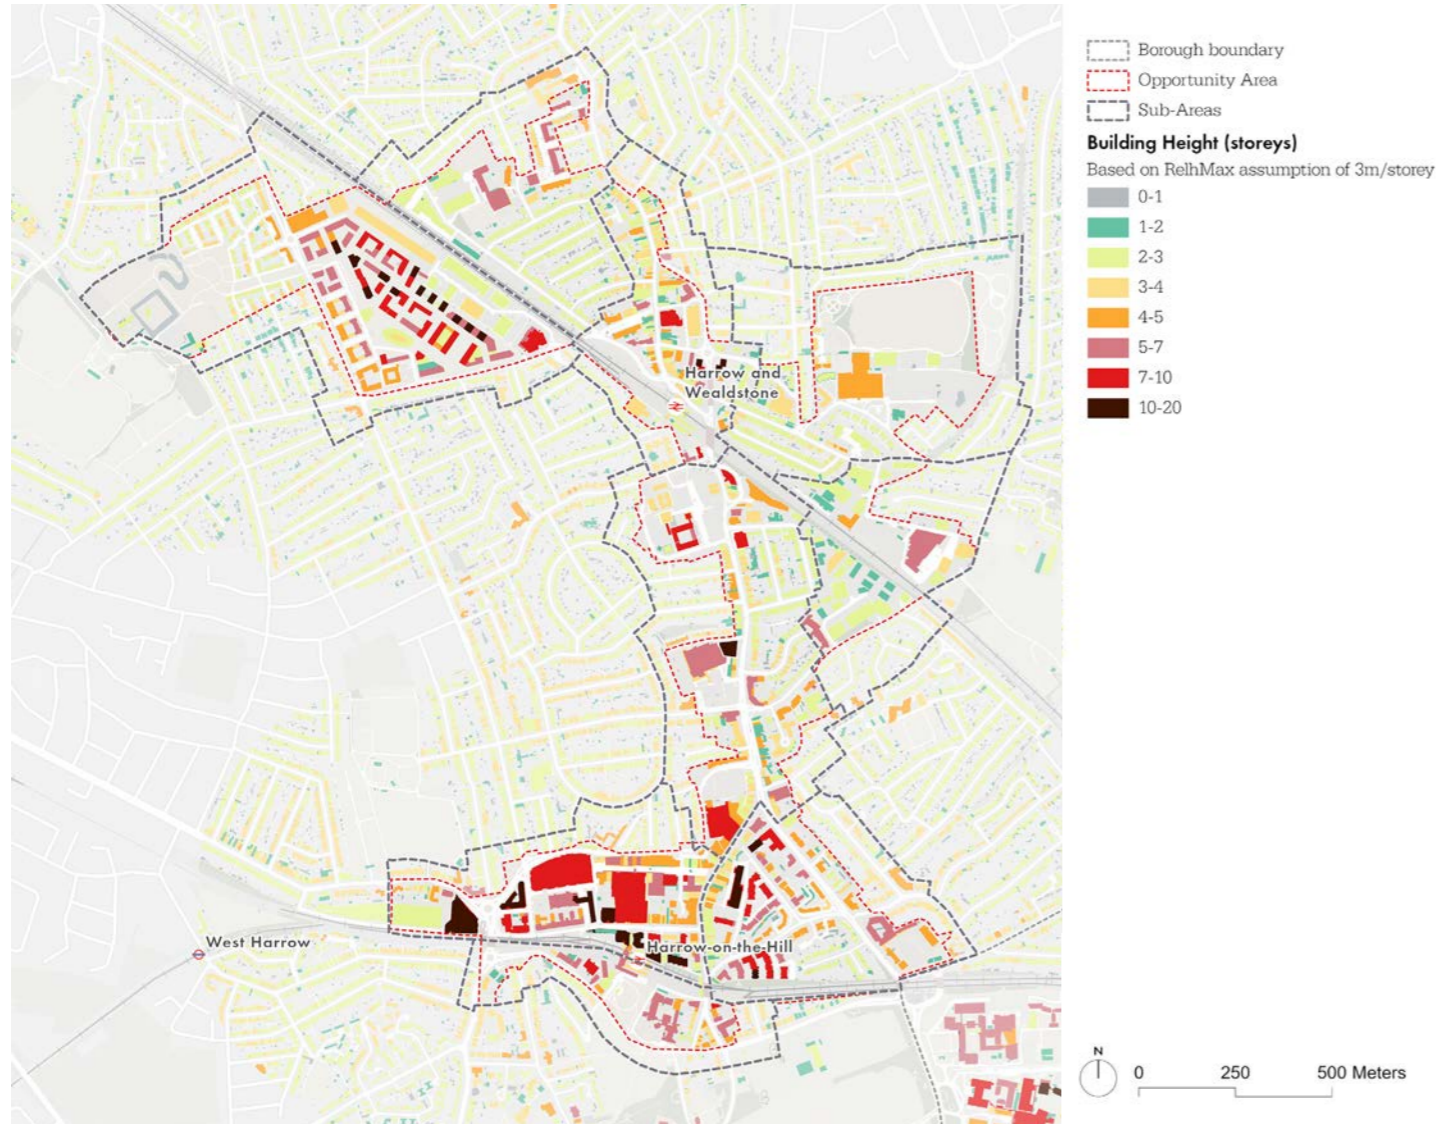 Borough boundary
Opportunity Area
Sub-Areas
Building Height (storeys)
Based on RelhMax assumption of 3m/storey
0-1
1-2
2-3
3-4
4-5
5-7
7-10
10-20
Harrow and
Wealdstone
West Harrow
Harrow-on-the-Hill
N
0 250 500 Meters